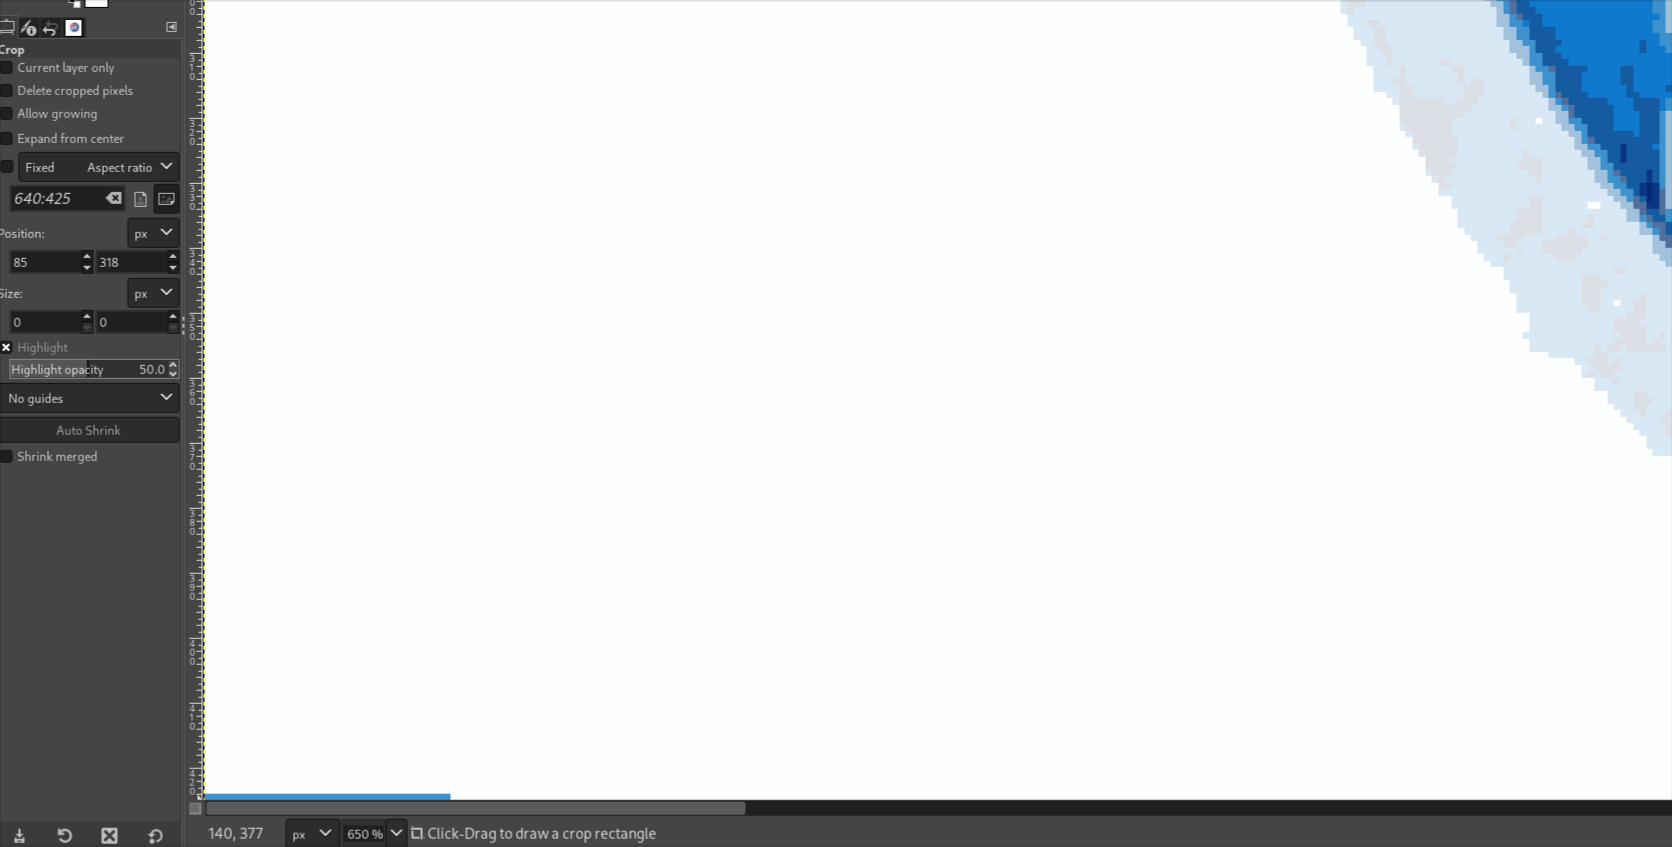 Crop
Current layer only
Delete cropped pixels
Allow growing
Expand from center
Fixed Aspect ratio
640:425
Position: px
85 318
Size: px
0 0
Highlight
Highlight opacity 50.0
No guides
Auto Shrink
Shrink merged
310
320
330
340
350
360
370
380
390
400
410
420
140, 377 px 650 % Click-Drag to draw a crop rectangle